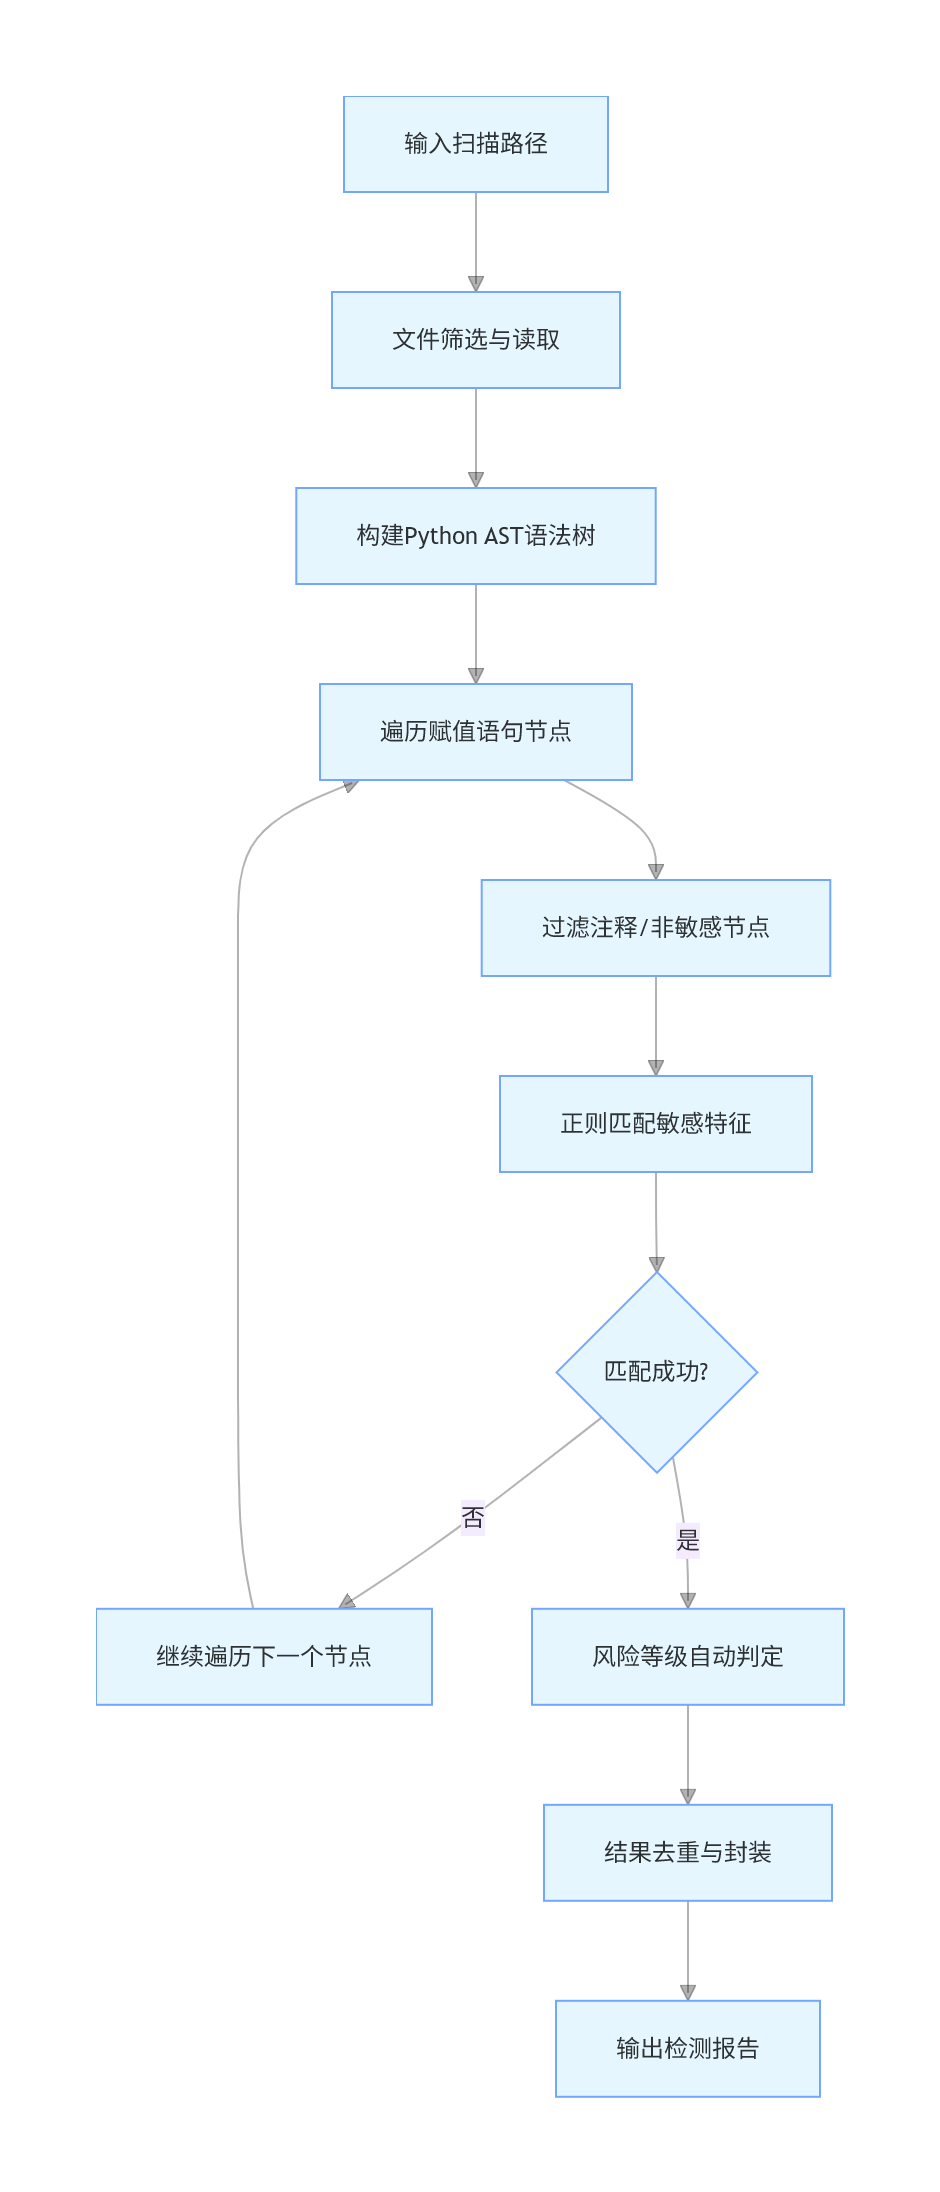 输入扫描路径
文件筛选与读取
构建Python AST语法树
遍历赋值语句节点
过滤注释/非敏感节点
正则匹配敏感特征
匹配成功?
否
是
继续遍历下一个节点
风险等级自动判定
结果去重与封装
输出检测报告